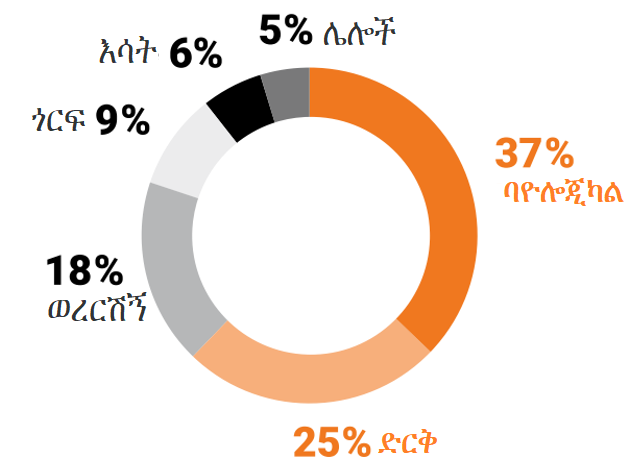 5% ሌሎች
እሳት 6%
ጎርፍ 9%
37%
ባዮሎጂካል
18%
ወረርሽኝ
25% ድርቅ